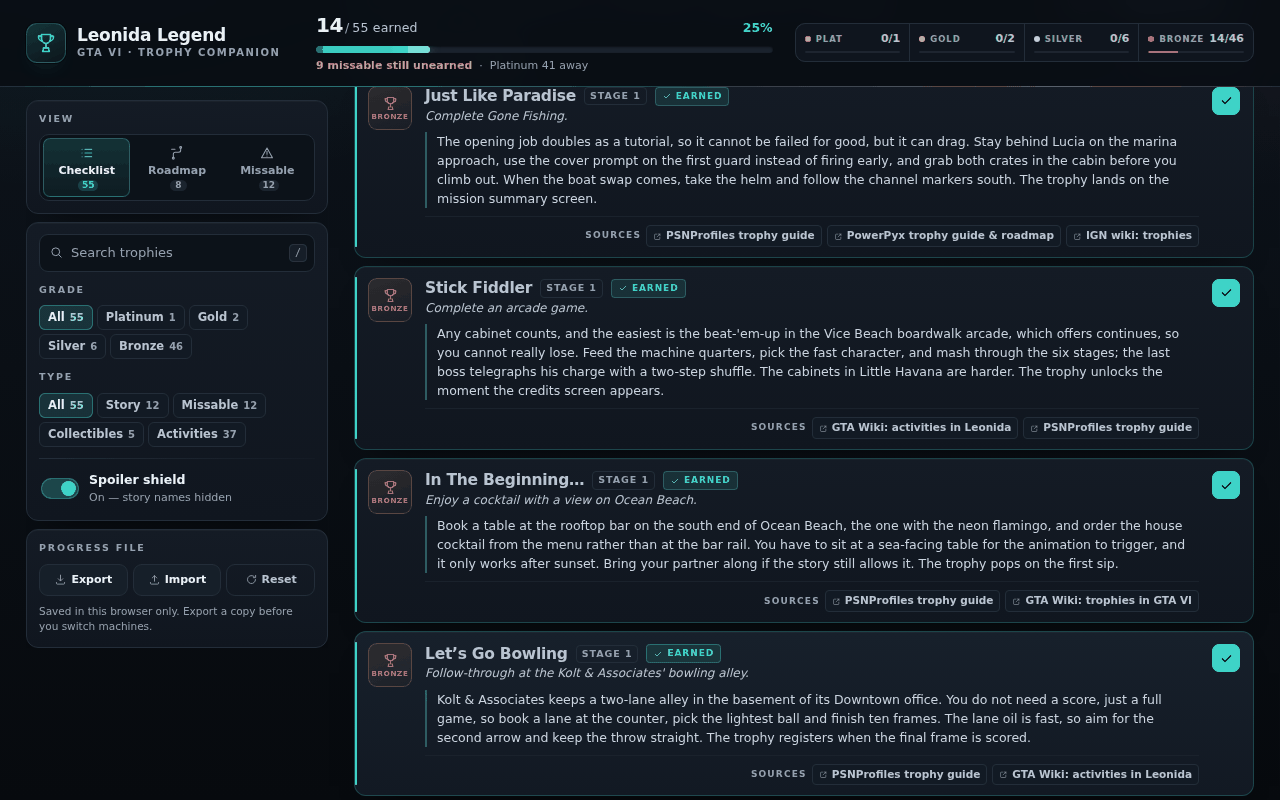 Leonida Legend
GTA VI · TROPHY COMPANION
14 / 55 earned
25%
9 missable still unearned · Platinum 41 away
PLAT 0/1
GOLD 0/2
SILVER 0/6
BRONZE 14/46
VIEW
Checklist
55
Roadmap
8
Missable
12
Search trophies
/
GRADE
All 55
Platinum 1
Gold 2
Silver 6
Bronze 46
TYPE
All 55
Story 12
Missable 12
Collectibles 5
Activities 37
Spoiler shield
On — story names hidden
PROGRESS FILE
Export
Import
Reset
Saved in this browser only. Export a copy before
you switch machines.
BRONZE
Just Like Paradise
STAGE 1
EARNED
Complete Gone Fishing.
The opening job doubles as a tutorial, so it cannot be failed for good, but it can drag. Stay behind Lucia on the marina
approach, use the cover prompt on the first guard instead of firing early, and grab both crates in the cabin before you
climb out. When the boat swap comes, take the helm and follow the channel markers south. The trophy lands on the
mission summary screen.
SOURCES
PSNProfiles trophy guide
PowerPyx trophy guide & roadmap
IGN wiki: trophies
BRONZE
Stick Fiddler
STAGE 1
EARNED
Complete an arcade game.
Any cabinet counts, and the easiest is the beat-'em-up in the Vice Beach boardwalk arcade, which offers continues, so
you cannot really lose. Feed the machine quarters, pick the fast character, and mash through the six stages; the last
boss telegraphs his charge with a two-step shuffle. The cabinets in Little Havana are harder. The trophy unlocks the
moment the credits screen appears.
SOURCES
GTA Wiki: activities in Leonida
PSNProfiles trophy guide
BRONZE
In The Beginning…
STAGE 1
EARNED
Enjoy a cocktail with a view on Ocean Beach.
Book a table at the rooftop bar on the south end of Ocean Beach, the one with the neon flamingo, and order the house
cocktail from the menu rather than at the bar rail. You have to sit at a sea-facing table for the animation to trigger, and
it only works after sunset. Bring your partner along if the story still allows it. The trophy pops on the first sip.
SOURCES
PSNProfiles trophy guide
GTA Wiki: trophies in GTA VI
BRONZE
Let’s Go Bowling
STAGE 1
EARNED
Follow-through at the Kolt & Associates' bowling alley.
Kolt & Associates keeps a two-lane alley in the basement of its Downtown office. You do not need a score, just a full
game, so book a lane at the counter, pick the lightest ball and finish ten frames. The lane oil is fast, so aim for the
second arrow and keep the throw straight. The trophy registers when the final frame is scored.
SOURCES
PSNProfiles trophy guide
GTA Wiki: activities in Leonida